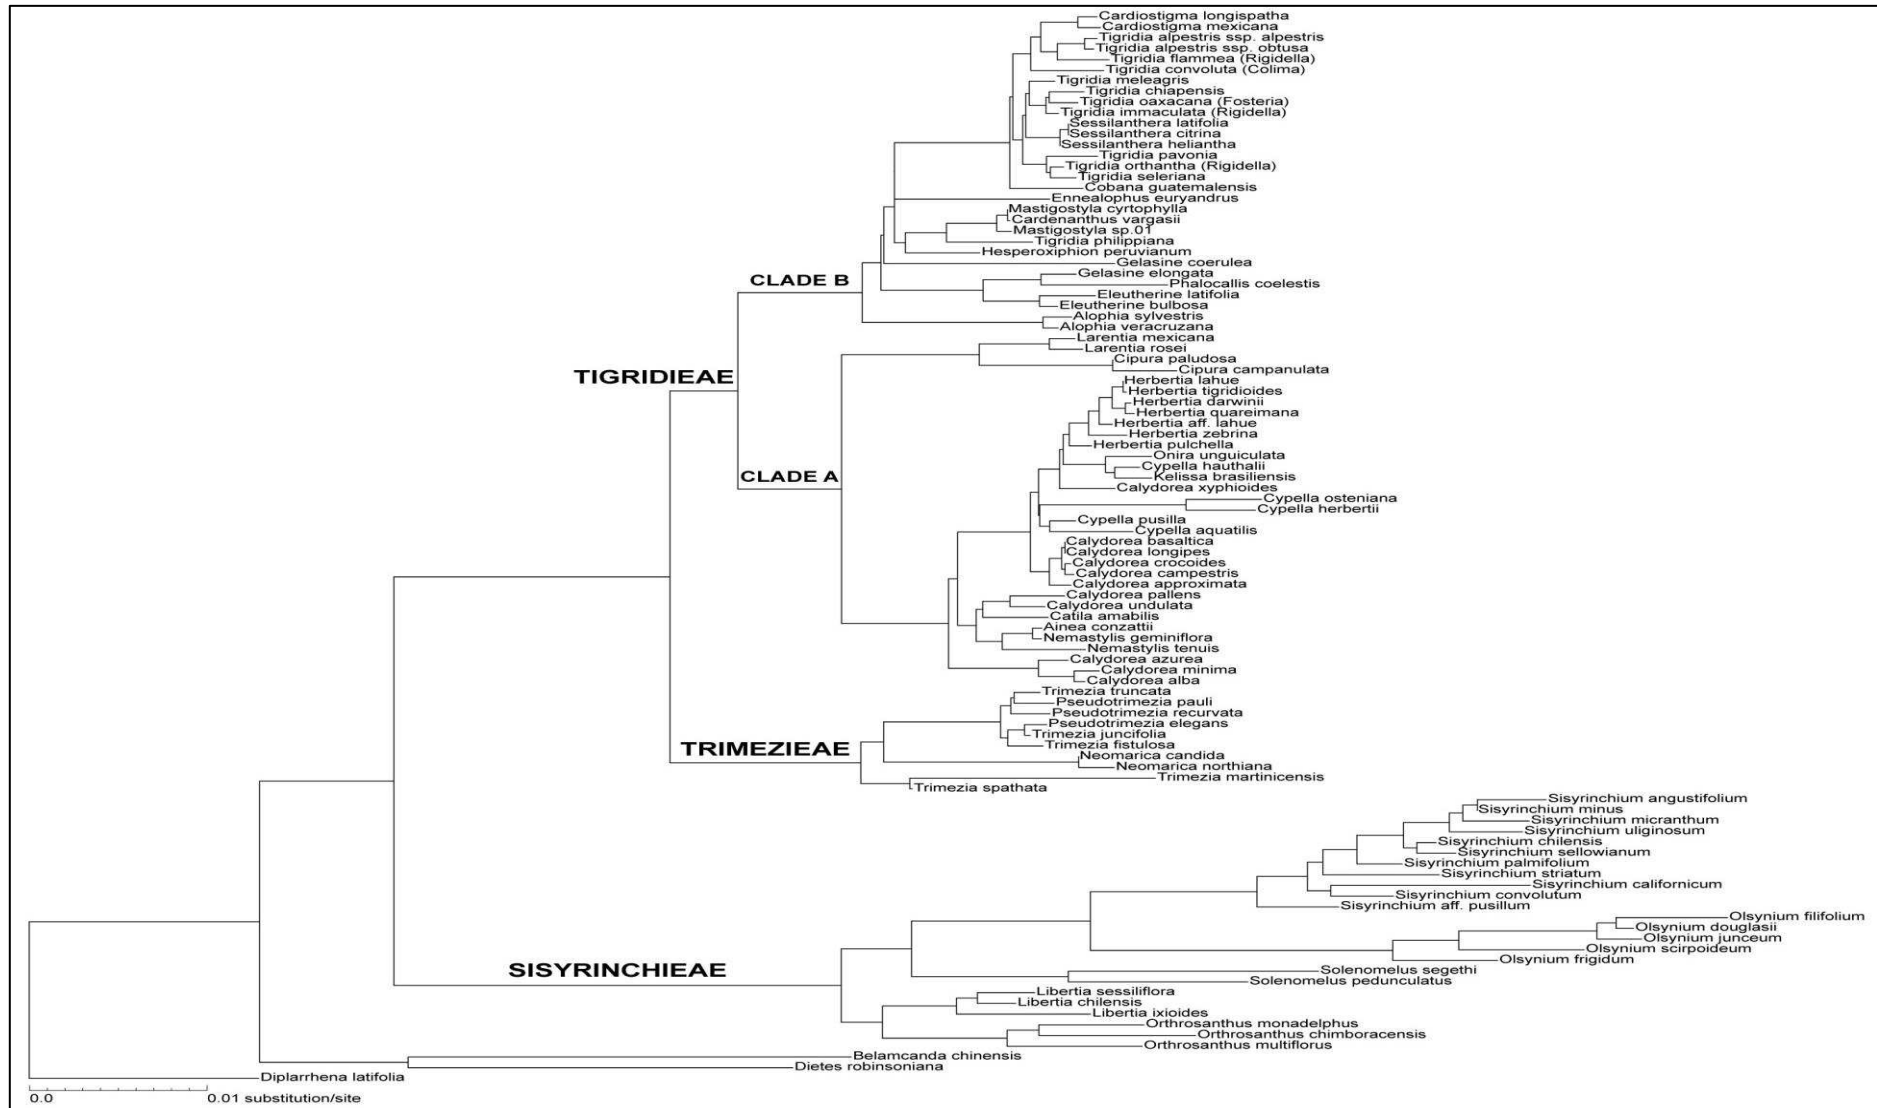 Cardiostigma longispatha
Cardiostigma mexicana
Tigridia alpestris ssp. alpestris
Tigridia alpestris ssp. obtusa
Tigridia flammea (Rigidella)
Tigridia convoluta (Colima)
Tigridia meleagris
Tigridia chiapensis
Tigridia oaxacana (Fosteria)
Tigridia immaculata (Rigidella)
Sessilanthera latifolia
Sessilanthera citrina
Sessilanthera heliantha
Tigridia pavonia
Tigridia orthantha (Rigidella)
Tigridia seleriana
Cobana guatemalensis
Ennealophus euryandrus
Mastigostyla cyrtophylla
Cardenanthus vargasii
Mastigostyla sp.01
Tigridia philippiana
Hesperoxiphion peruvianum
Gelasine coerulea
Gelasine elongata
CLADE B
Phalocallis coelestis
Eleutherine latifolia
Eleutherine bulbosa
Alophia sylvestris
Alophia veracruzana
Larentia mexicana
Larentia rosei
Cipura paludosa
Cipura campanulata
TIGRIDIEAE
Herbertia lahue
Herbertia tigridioides
Herbertia darwinii
Herbertia quareimana
Herbertia aff. lahue
Herbertia zebrina
Herbertia pulchella
Onira unguiculata
Cypella hauthalii
CLADE A
Kelissa brasiliensis
Calydorea xyphioides
Cypella osteniana
Cypella herbertii
Cypella pusilla
Cypella aquatilis
Calydorea basaltica
Calydorea longipes
Calydorea crocoides
Calydorea campestris
Calydorea approximata
Calydorea pallens
Calydorea undulata
Catila amabilis
Ainea conzattii
Nemastylis geminiflora
Nemastylis tenuis
Calydorea azurea
Calydorea minima
Calydorea alba
Trimezia truncata
Pseudotrimezia pauli
Pseudotrimezia recurvata
Pseudotrimezia elegans
Trimezia juncifolia
Trimezia fistulosa
TRIMEZIEAE
Neomarica candida
Neomarica northiana
Trimezia martinicensis
Trimezia spathata
Sisyrinchium angustifolium
Sisyrinchium minus
Sisyrinchium micranthum
Sisyrinchium uliginosum
Sisyrinchium chilensis
Sisyrinchium sellowianum
Sisyrinchium palmifolium
Sisyrinchium striatum
Sisyrinchium californicum
Sisyrinchium convolutum
Sisyrinchium aff. pusillum
Olsynium filifolium
Olsynium douglasii
Olsynium junceum
Olsynium scirpoideum
Olsynium frigidum
SISYRINCHIEAE
Solenomelus segethi
Solenomelus pedunculatus
Libertia sessiliflora
Libertia chilensis
Libertia ixioides
Orthrosanthus monadelphus
Orthrosanthus chimboracensis
Orthrosanthus multiflorus
Belamcanda chinensis
Dietes robinsoniana
Diplarrhena latifolia
0.0 0.01 substitution/site